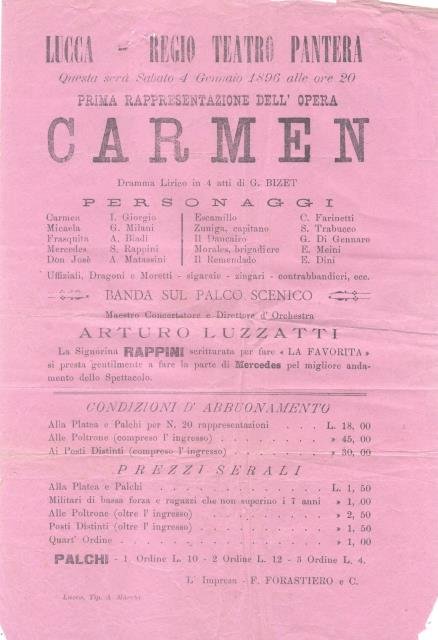 LUCCA - REGIO TEATRO PANTERA
Questa sera Sabato 4 Gennaio 1896 alle ore 20
PRIMA RAPPRESENTAZIONE DELL' OPERA
CARMEN
Dramma Lirico in 4 atti di G. BIZET
PERSONAGGI
Carmen I. Giorgio Escamillo C. Farinetti
Micaela G. Milani Zuniga, capitano S. Trabucco
Frasquita A. Biadi Il Dancairo G. Di Gennaro
Mercedes S. Rappini Morales, brigadiere E. Meini
Don Josè A. Matassini Il Remendado E. Dini
Uffiziali, Dragoni e Moretti - sigaraie - zingari - contrabbandieri, ecc.
BANDA SUL PALCO SCENICO
Maestro Concertatore e Direttore d' Orchestra
ARTURO LUZZATTI
La Signorina RAPPINI scritturata per fare « LA FAVORITA »
si presta gentilmente a fare la parte di Mercedes pel migliore anda-
mento dello Spettacolo.
CONDIZIONI D' ABBUONAMENTO
Alla Platea e Palchi per N. 20 rappresentazioni . . . . L. 18, 00
Alle Poltrone (compreso l' ingresso) . . . . . . . . . » 45, 00
Ai Posti Distinti (compreso l' ingresso) . . . . . . . » 30, 00
PREZZI SERALI
Alla Platea e Palchi . . . . . . . . . . . . . L. 1, 50
Militari di bassa forza e ragazzi che non superino i 7 anni » 1, 00
Alle Poltrone (oltre l' ingresso) . . . . . . . . . . » 2, 50
Posti Distinti (oltre l' ingresso) . . . . . . . . . . » 1, 50
Quart' Ordine . . . . . . . . . . . . . . . . » 1, 00
PALCHI - 1 Ordine L. 10 - 2 Ordine L. 12 - 3 Ordine L. 4.
L' Impresa - F. FORASTIERO e C.
Lucca, Tip. A. Marchi